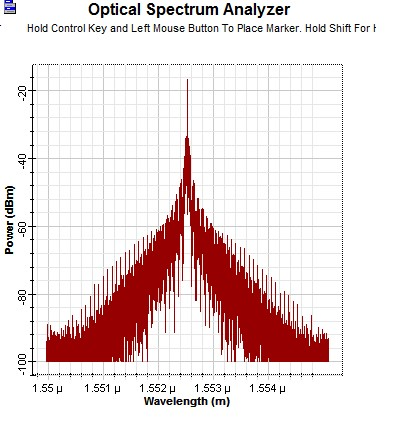 Optical Spectrum Analyzer
Hold Control Key and Left Mouse Button To Place Marker. Hold Shift For
Power (dBm)
-20
-40
-60
-80
-100
1.55 µ 1.551 µ 1.552 µ 1.553 µ 1.554 µ
Wavelength (m)